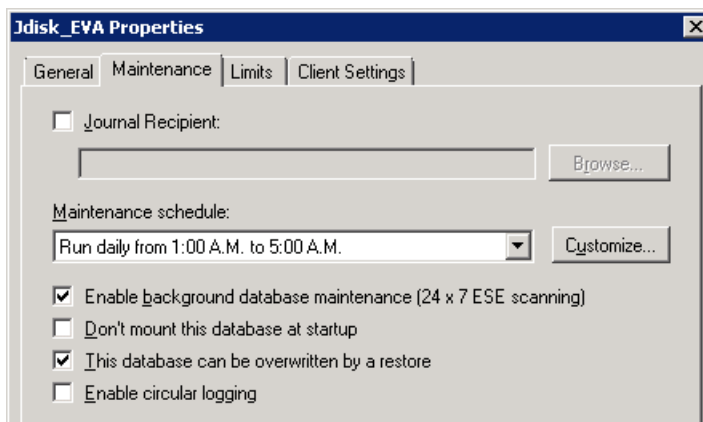 Jdisk_EVA Properties
General Maintenance Limits Client Settings
Journal Recipient:
Browse...
Maintenance schedule:
Run daily from 1:00 A.M. to 5:00 A.M. Customize...
Enable background database maintenance (24 x 7 ESE scanning)
Don't mount this database at startup
This database can be overwritten by a restore
Enable circular logging